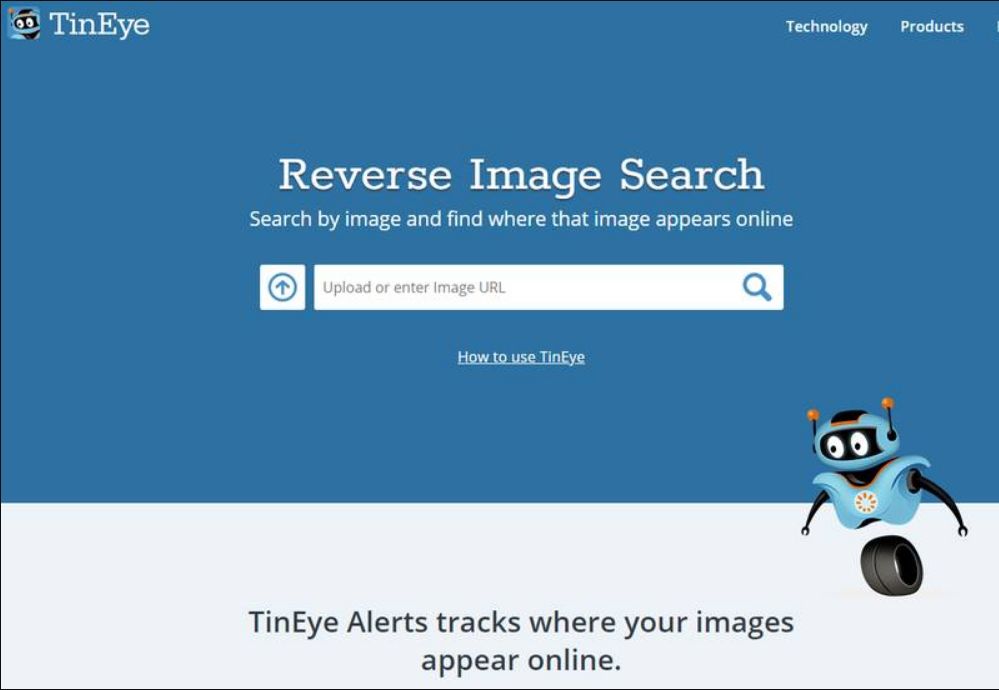 TinEye
Technology Products
Reverse Image Search
Search by image and find where that image appears online
Upload or enter Image URL
How to use TinEye
TinEye Alerts tracks where your images
appear online.